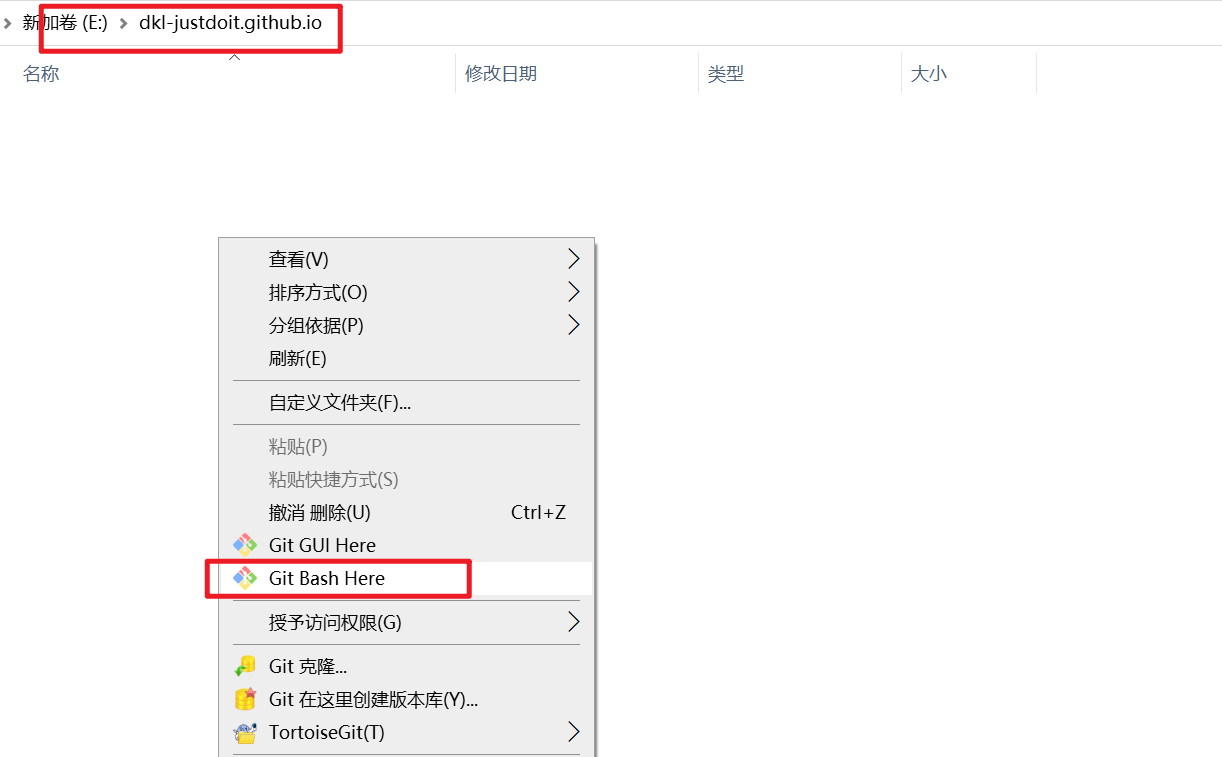 新加卷 (E:) dkl-justdoit.github.io
名称 修改日期 类型 大小
查看(V)
排序方式(O)
分组依据(P)
刷新(E)
自定义文件夹(F)...
粘贴(P)
粘贴快捷方式(S)
撤消 删除(U) Ctrl+Z
Git GUI Here
Git Bash Here
授予访问权限(G)
Git 克隆...
Git 在这里创建版本库(Y)...
TortoiseGit(T)